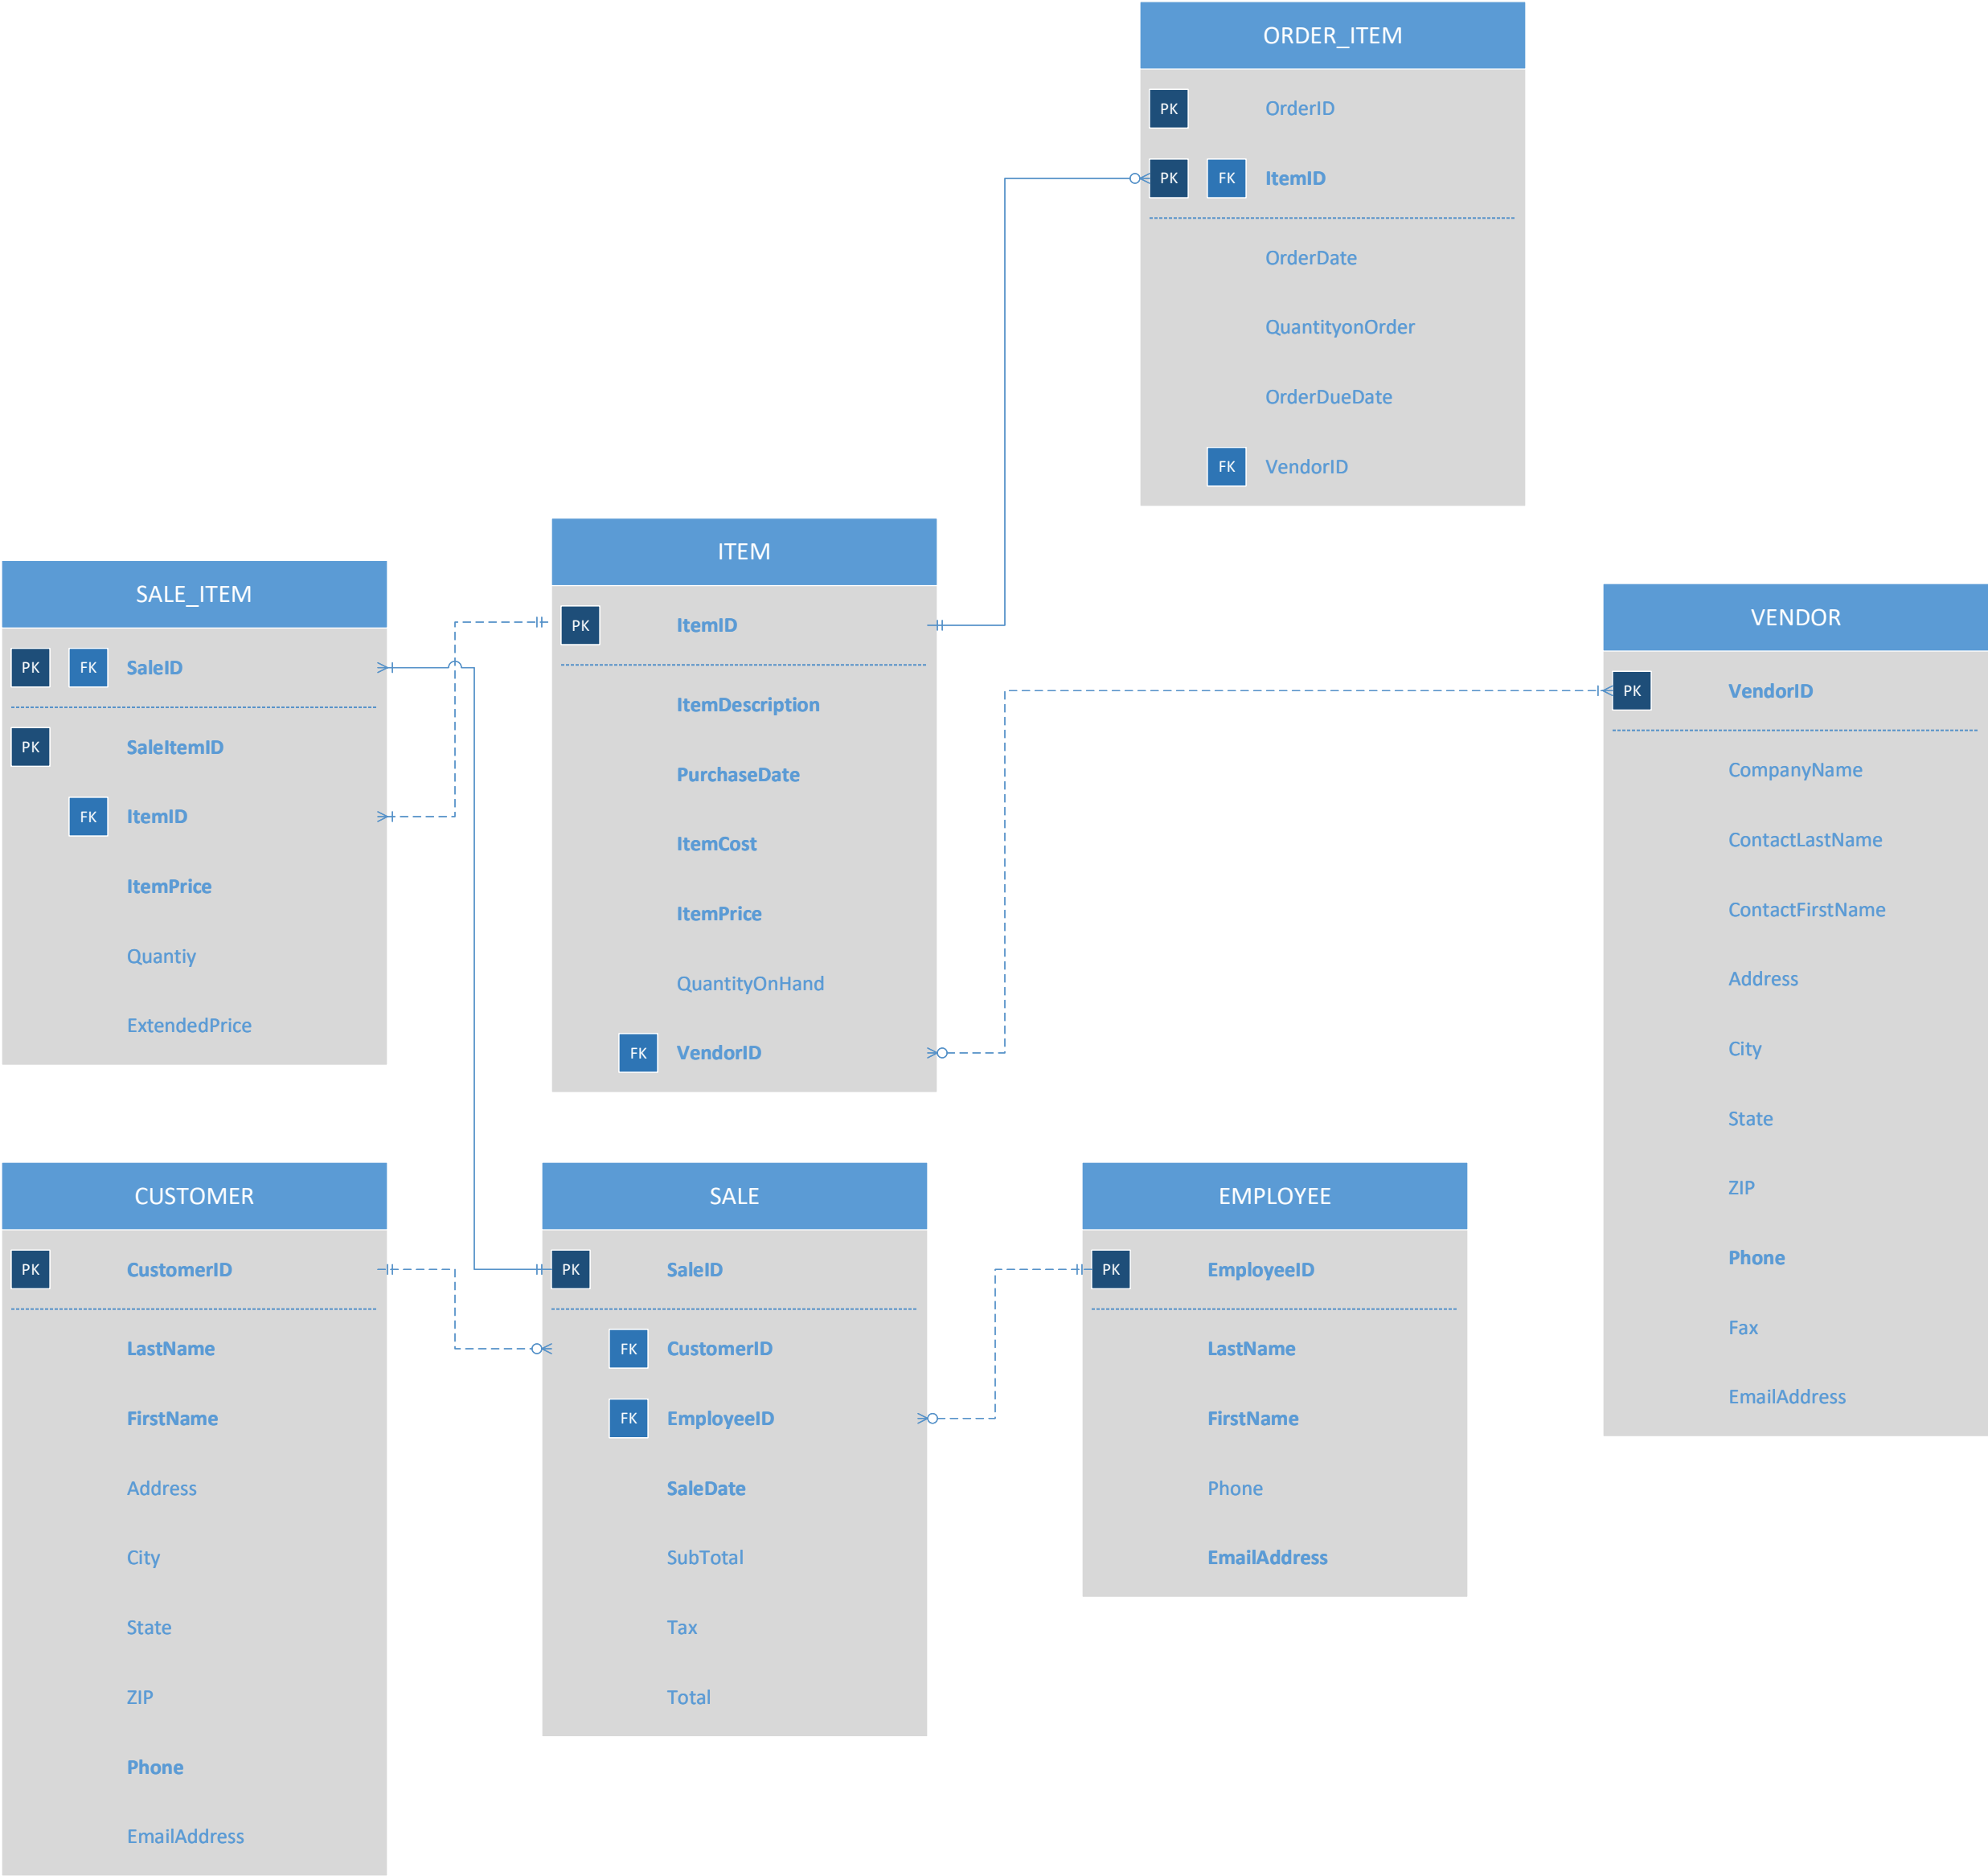 ORDER_ITEM
PK OrderID
PK FK ItemID
OrderDate
QuantityonOrder
OrderDueDate
FK VendorID
ITEM
PK ItemID
ItemDescription
PurchaseDate
ItemCost
ItemPrice
QuantityOnHand
FK VendorID
SALE_ITEM
PK FK SaleID
PK SaleItemID
FK ItemID
ItemPrice
Quantiy
ExtendedPrice
VENDOR
PK VendorID
CompanyName
ContactLastName
ContactFirstName
Address
City
State
ZIP
Phone
Fax
EmailAddress
CUSTOMER
PK CustomerID
LastName
FirstName
Address
City
State
ZIP
Phone
EmailAddress
SALE
PK SaleID
FK CustomerID
FK EmployeeID
SaleDate
SubTotal
Tax
Total
EMPLOYEE
PK EmployeeID
LastName
FirstName
Phone
EmailAddress